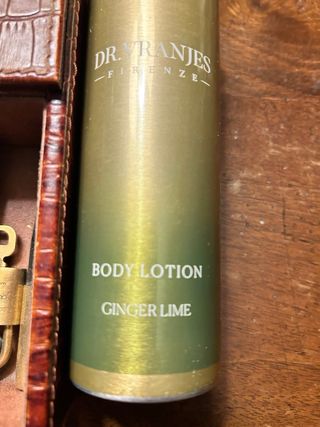 DR. VRANJES
FIRENZE
BODY LOTION
GINGER LIME